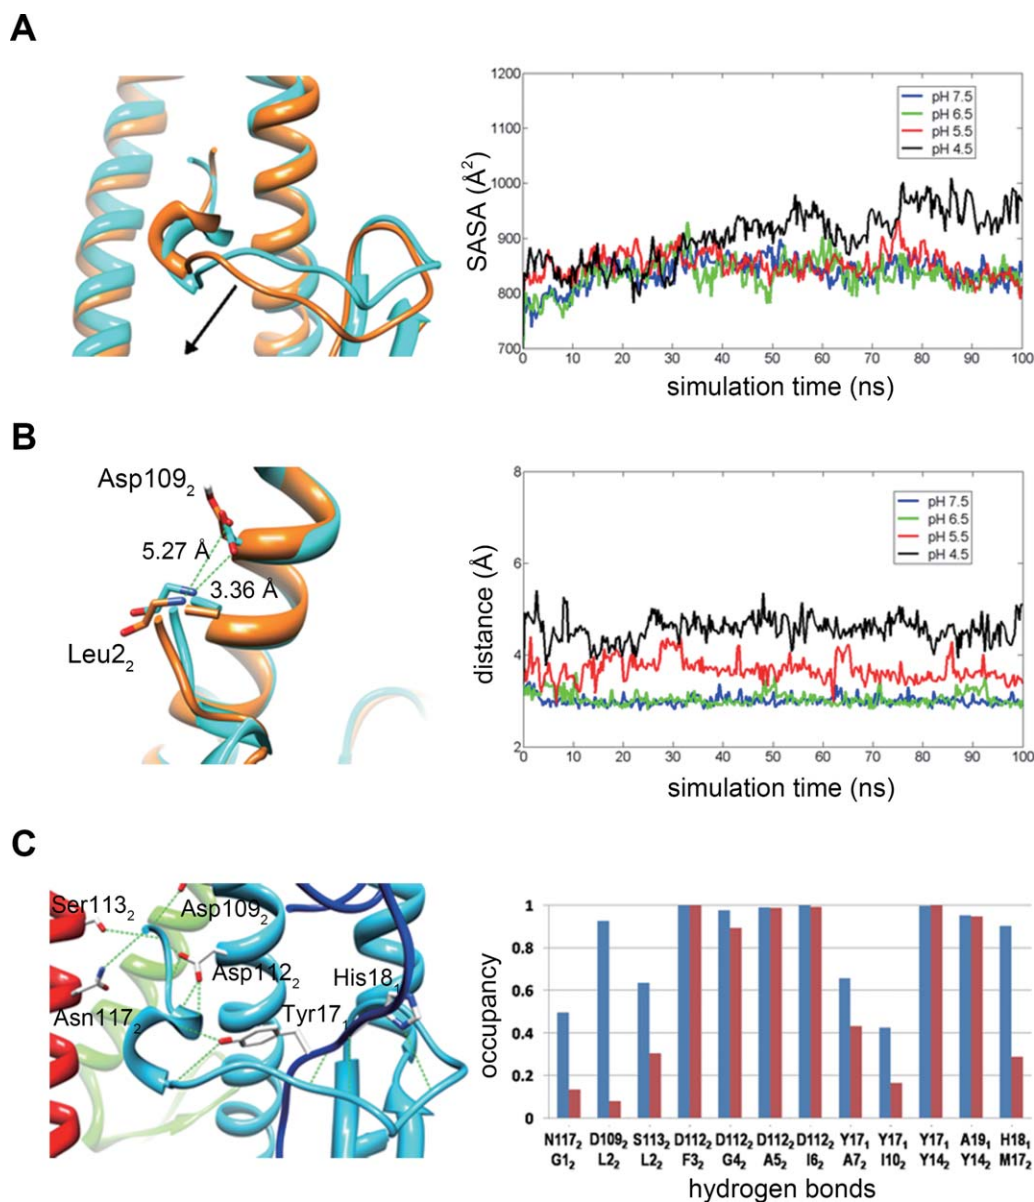 A
1200
1100
1000
900
800
700
SASA (Å²)
pH 7.5
pH 6.5
pH 5.5
pH 4.5
0 10 20 30 40 50 60 70 80 90 100
simulation time (ns)
B
Asp109₂
5.27 Å
3.36 Å
Leu2₂
8
6
4
2
distance (Å)
pH 7.5
pH 6.5
pH 5.5
pH 4.5
0 10 20 30 40 50 60 70 80 90 100
simulation time (ns)
C
Ser113₂
Asp109₂
Asp112₂
His18₁
Asn117₂
Tyr17₁
1
0.8
0.6
0.4
0.2
0
occupancy
N117₂ D109₂ S113₂ D112₂ D112₂ D112₂ D112₂ Y17₁ Y17₁ Y17₁ A19₁ H18₁
G1₂ L2₂ L2₂ F3₂ G4₂ A5₂ I6₂ A7₂ I10₂ Y14₂ Y14₂ M17₂
hydrogen bonds